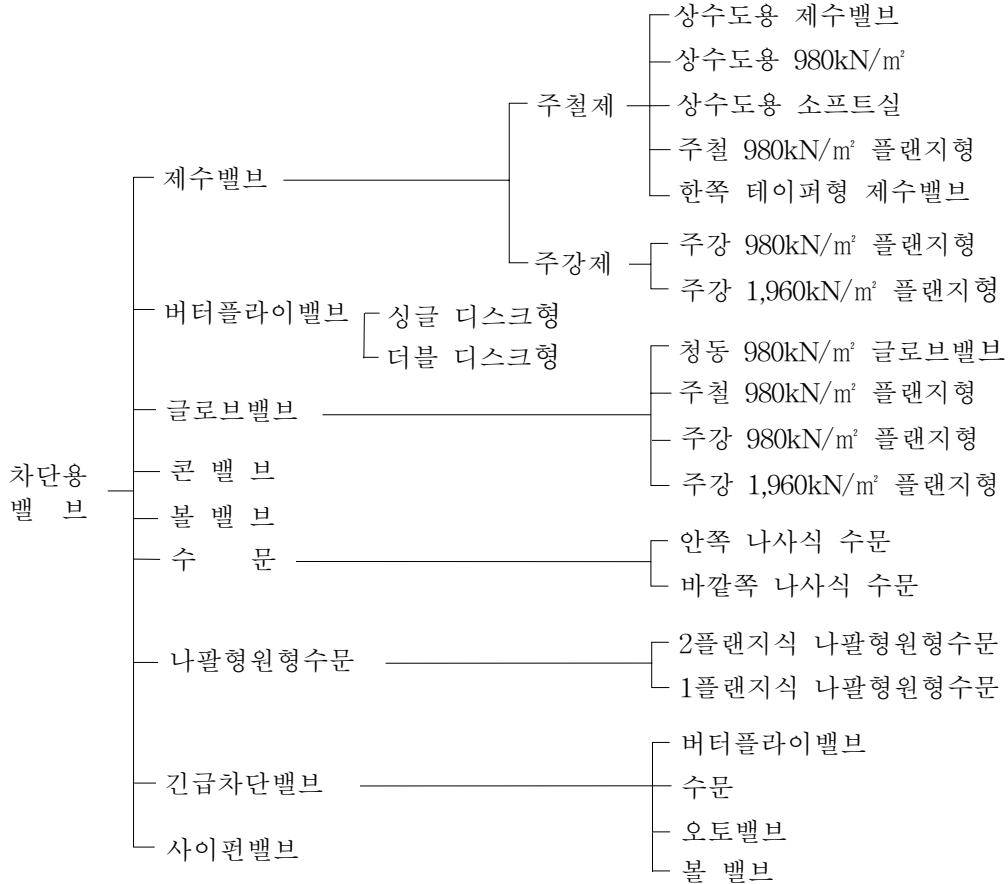 상수도용 제수밸브
상수도용 980kN/㎡
주철제
상수도용 소프트실
주철 980kN/㎡ 플랜지형
제수밸브
한쪽 테이퍼형 제수밸브
주강 980kN/㎡ 플랜지형
주강제
주강 1,960kN/㎡ 플랜지형
버터플라이밸브
싱글 디스크형
더블 디스크형
청동 980kN/㎡ 글로브밸브
주철 980kN/㎡ 플랜지형
글로브밸브
주강 980kN/㎡ 플랜지형
주강 1,960kN/㎡ 플랜지형
차단용
밸 브
콘 밸 브
볼 밸 브
수 문
안쪽 나사식 수문
바깥쪽 나사식 수문
나팔형원형수문
2플랜지식 나팔형원형수문
1플랜지식 나팔형원형수문
긴급차단밸브
버터플라이밸브
수문
오토밸브
볼 밸브
사이펀밸브